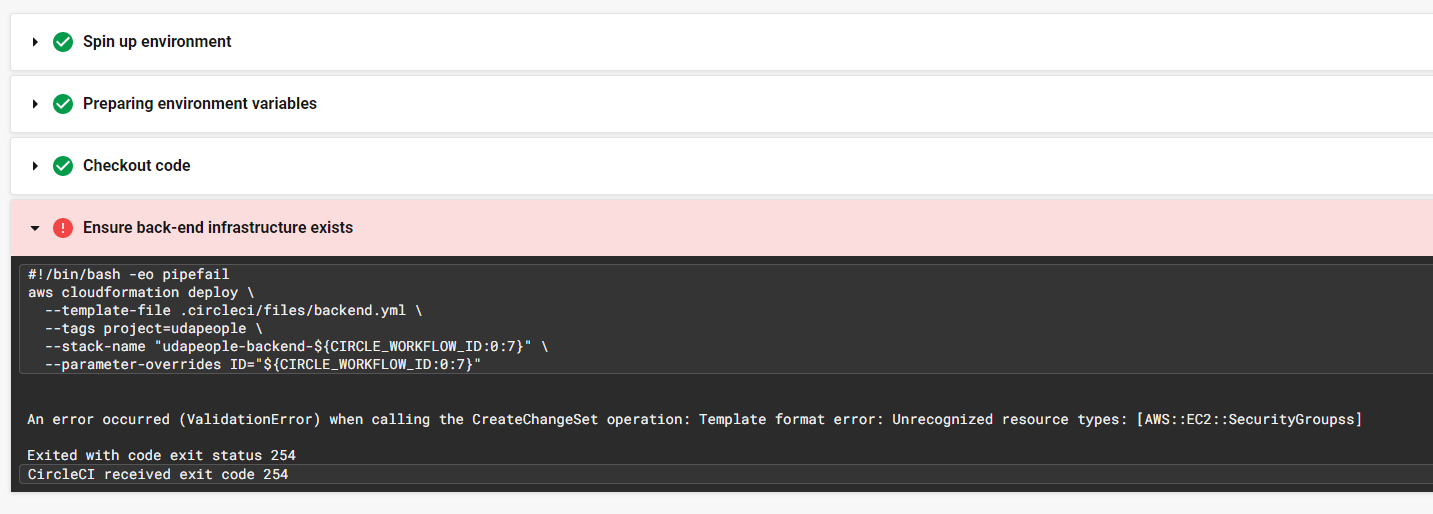 Spin up environment
Preparing environment variables
Checkout code
Ensure back-end infrastructure exists
#!/bin/bash -eo pipefail
aws cloudformation deploy \
  --template-file .circleci/files/backend.yml \
  --tags project=udapeople \
  --stack-name "udapeople-backend-${CIRCLE_WORKFLOW_ID:0:7}" \
  --parameter-overrides ID="${CIRCLE_WORKFLOW_ID:0:7}"
An error occurred (ValidationError) when calling the CreateChangeSet operation: Template format error: Unrecognized resource types: [AWS::EC2::SecurityGroupss]
Exited with code exit status 254
CircleCI received exit code 254